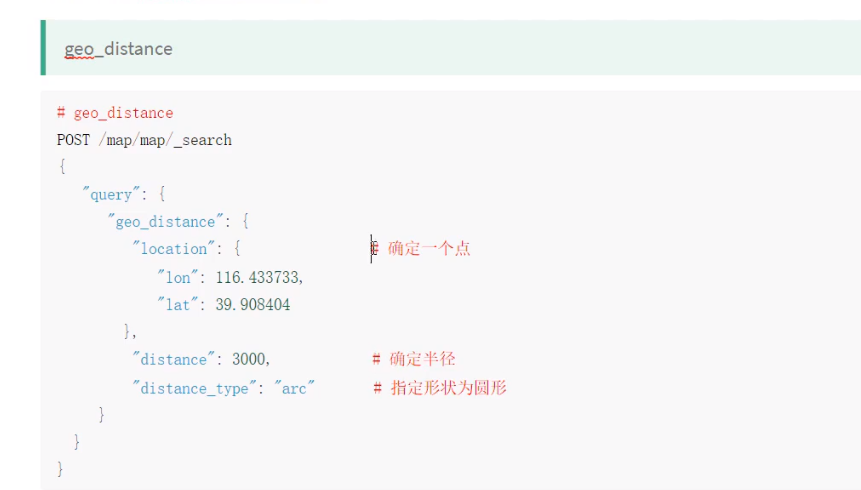 geo_distance
# geo_distance
POST /map/map/_search
{
"query": {
"geo_distance": {
"location": { # 确定一个点
"lon": 116.433733,
"lat": 39.908404
},
"distance": 3000, # 确定半径
"distance_type": "arc" # 指定形状为圆形
}
}
}